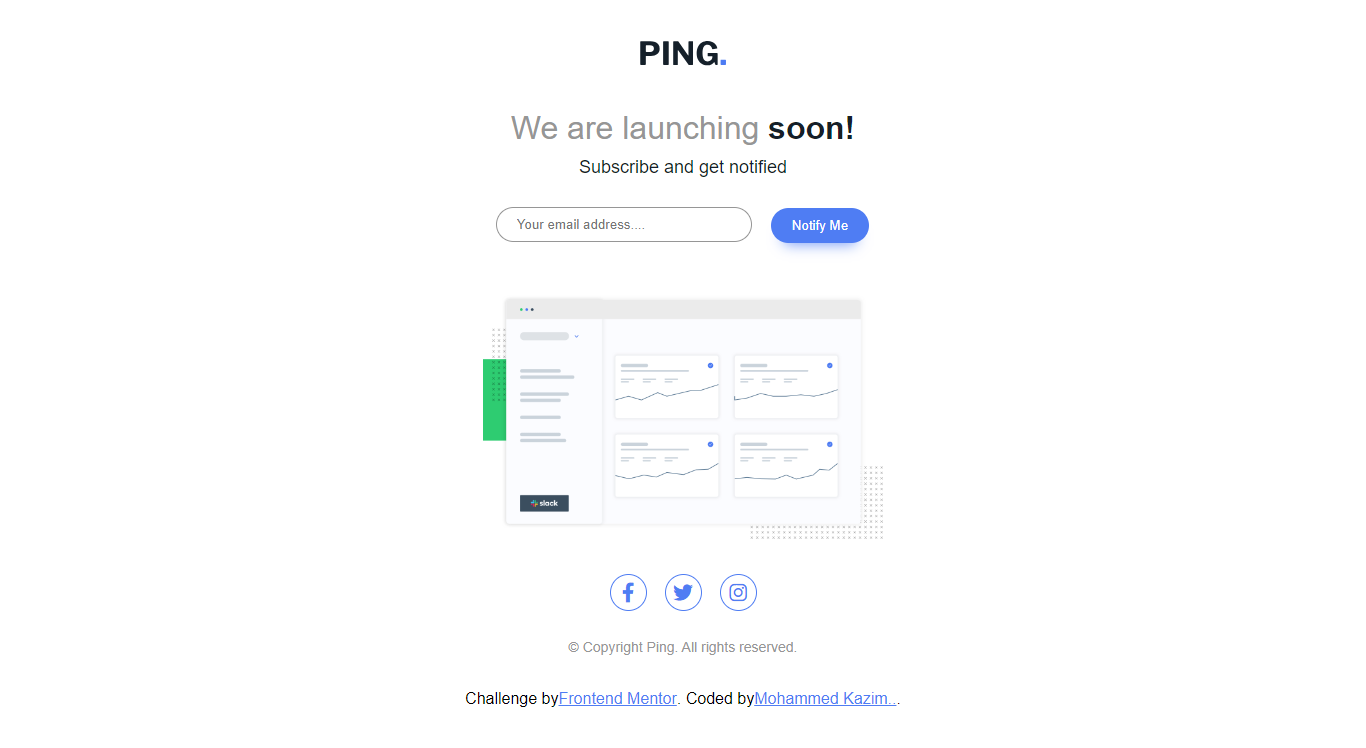 PING.
We are launching soon!
Subscribe and get notified
Your email address....
Notify Me
slack
© Copyright Ping. All rights reserved.
Challenge byFrontend Mentor. Coded byMohammed Kazim...